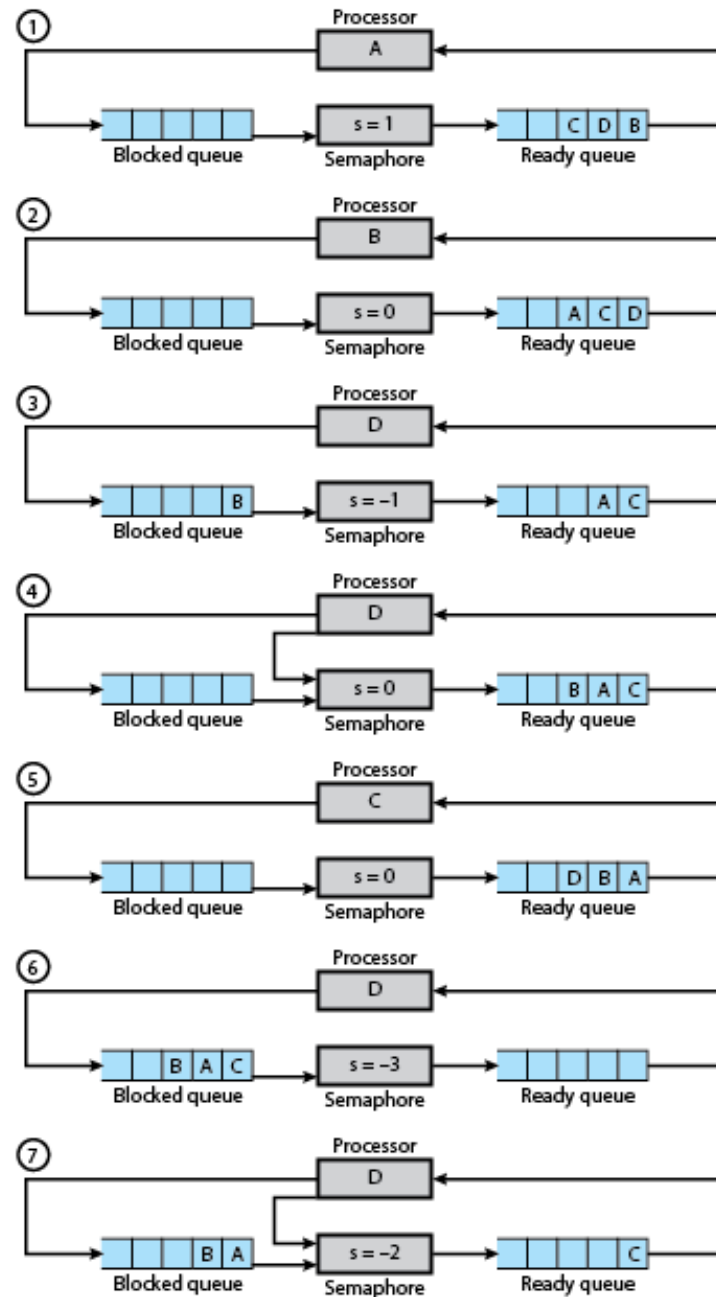 1
Processor
A
s = 1
C D B
Blocked queue
Semaphore
Ready queue
2
Processor
B
s = 0
A C D
Blocked queue
Semaphore
Ready queue
3
Processor
D
B
s = –1
A C
Blocked queue
Semaphore
Ready queue
4
Processor
D
s = 0
B A C
Blocked queue
Semaphore
Ready queue
5
Processor
C
s = 0
D B A
Blocked queue
Semaphore
Ready queue
6
Processor
D
B A C
s = –3
Blocked queue
Semaphore
Ready queue
7
Processor
D
B A
s = –2
C
Blocked queue
Semaphore
Ready queue